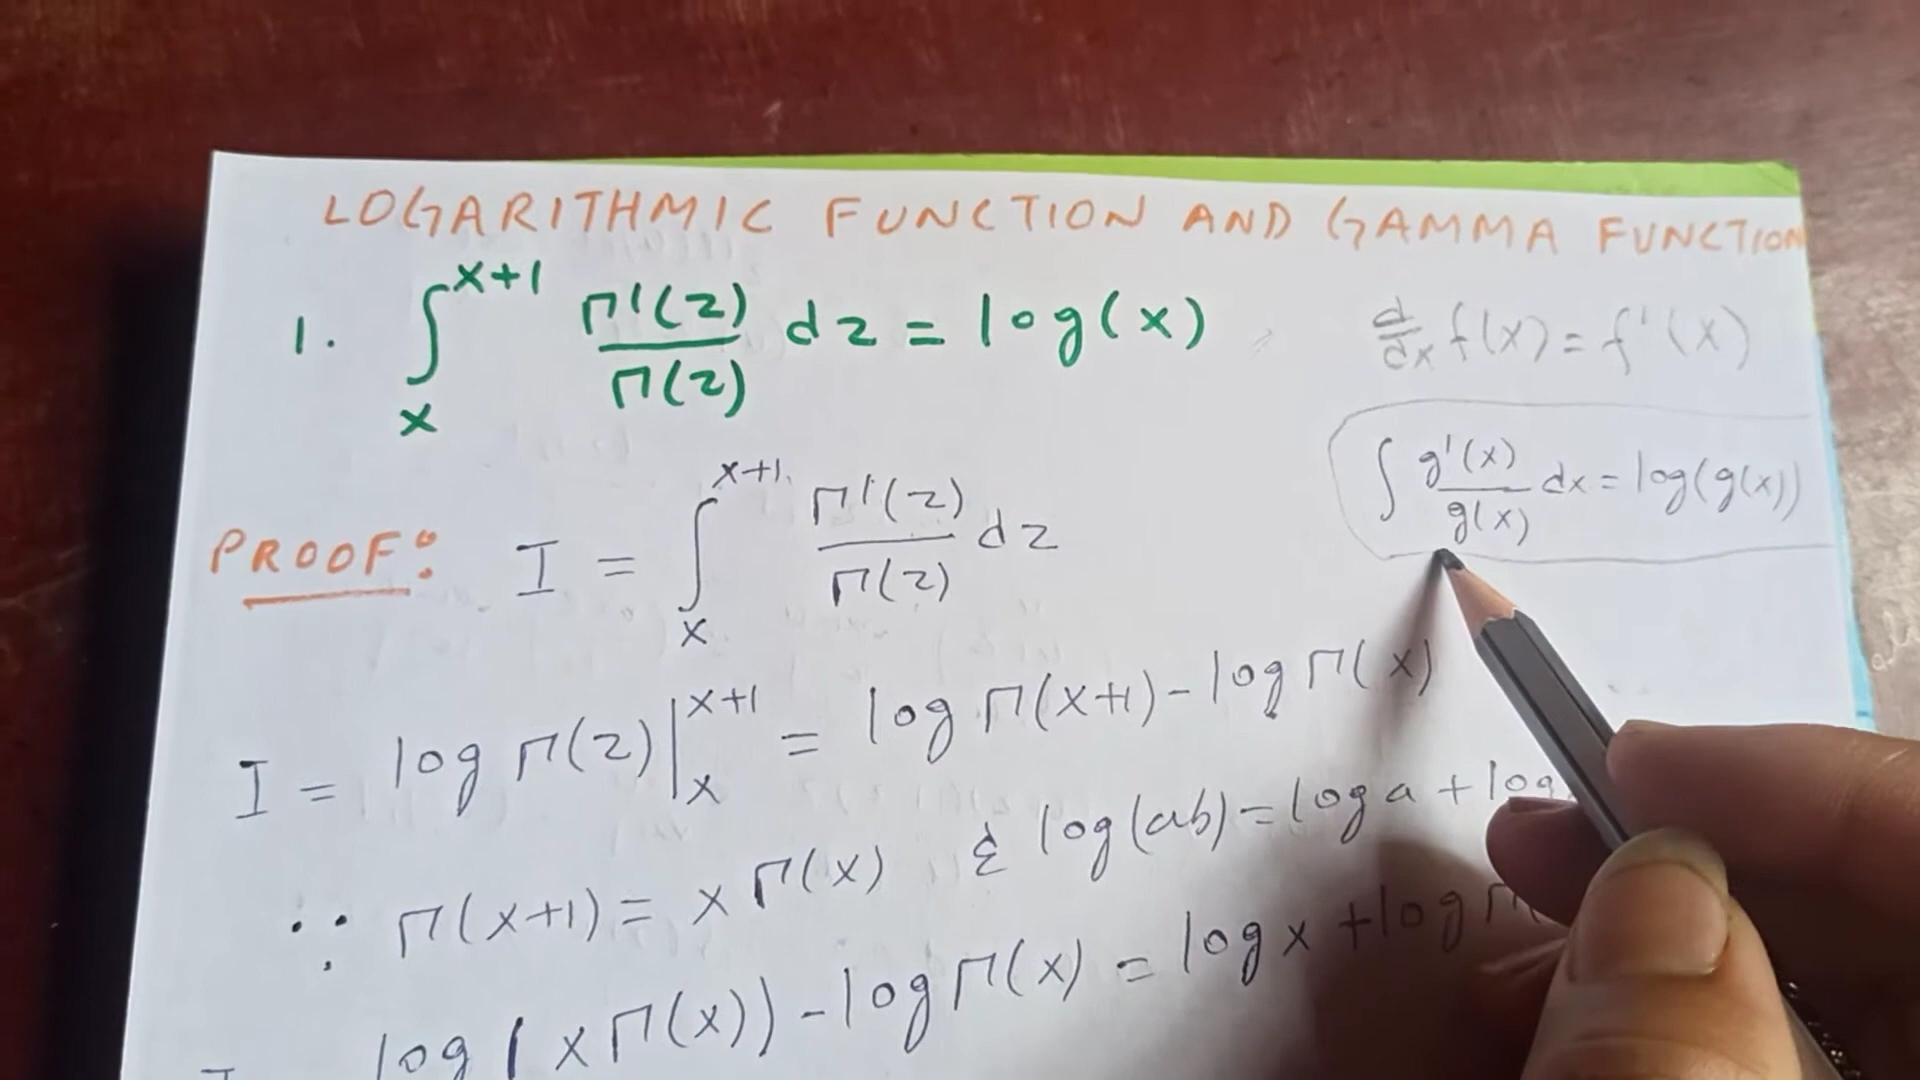 LOGARITHMIC FUNCTION AND GAMMA FUNCTION
1. ∫_x^{x+1} Γ'(z)/Γ(z) dz = log(x)
d/dx f(x) = f'(x)
∫ g'(x)/g(x) dx = log(g(x))
PROOF: I = ∫_x^{x+1} Γ'(z)/Γ(z) dz
I = log Γ(z)|_x^{x+1} = log Γ(x+1) - log Γ(x)
∵ Γ(x+1) = x Γ(x) & log(ab) = log a + log
log(xΓ(x)) - log Γ(x) = log x + log Γ